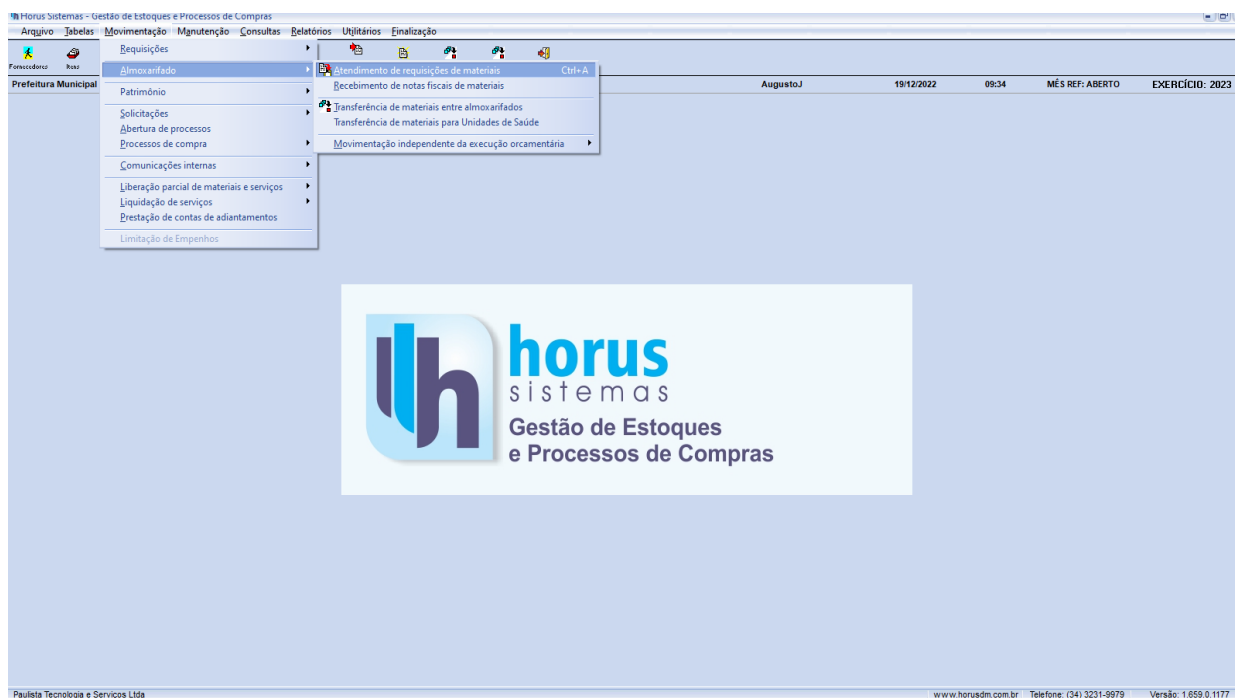 Horus Sistemas - Gestão de Estoques e Processos de Compras
Arquivo Tabelas Movimentação Manutenção Consultas Relatórios Utilitários Finalização
Fornecedores Itens
Prefeitura Municipal AugustoJ 19/12/2022 09:34 MÊS REF: ABERTO EXERCÍCIO: 2023
Requisições
Almoxarifado
Patrimônio
Solicitações
Abertura de processos
Processos de compra
Comunicações internas
Liberação parcial de materiais e serviços
Liquidação de serviços
Prestação de contas de adiantamentos
Limitação de Empenhos
Atendimento de requisições de materiais Ctrl+A
Recebimento de notas fiscais de materiais
Transferência de materiais entre almoxarifados
Transferência de materiais para Unidades de Saúde
Movimentação independente da execução orcamentária
horus
sistemas
Gestão de Estoques
e Processos de Compras
Paulista Tecnologia e Servicos Ltda www.horusdm.com.br Telefone: (34) 3231-9979 Versão: 1.659.0.1177